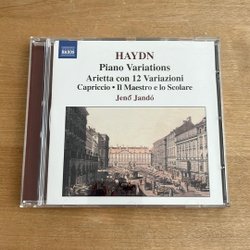 NAXOS
HAYDN
Piano Variations
Arietta con 12 Variazioni
Capriccio • Il Maestro e lo Scolare
Jenő Jandó